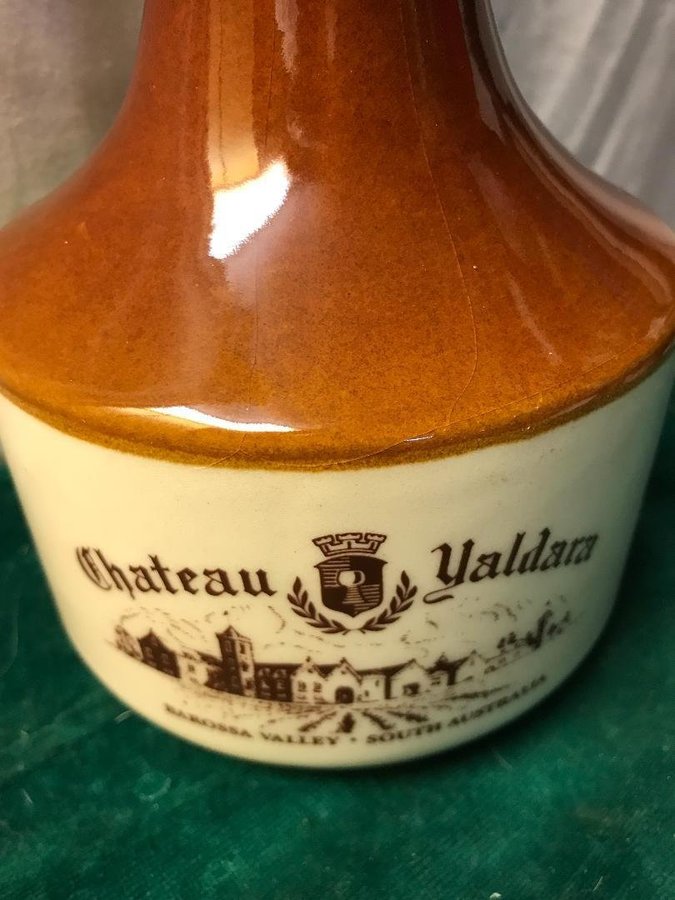 Chateau Yaldara
BAROSSA VALLEY • SOUTH AUSTRALIA